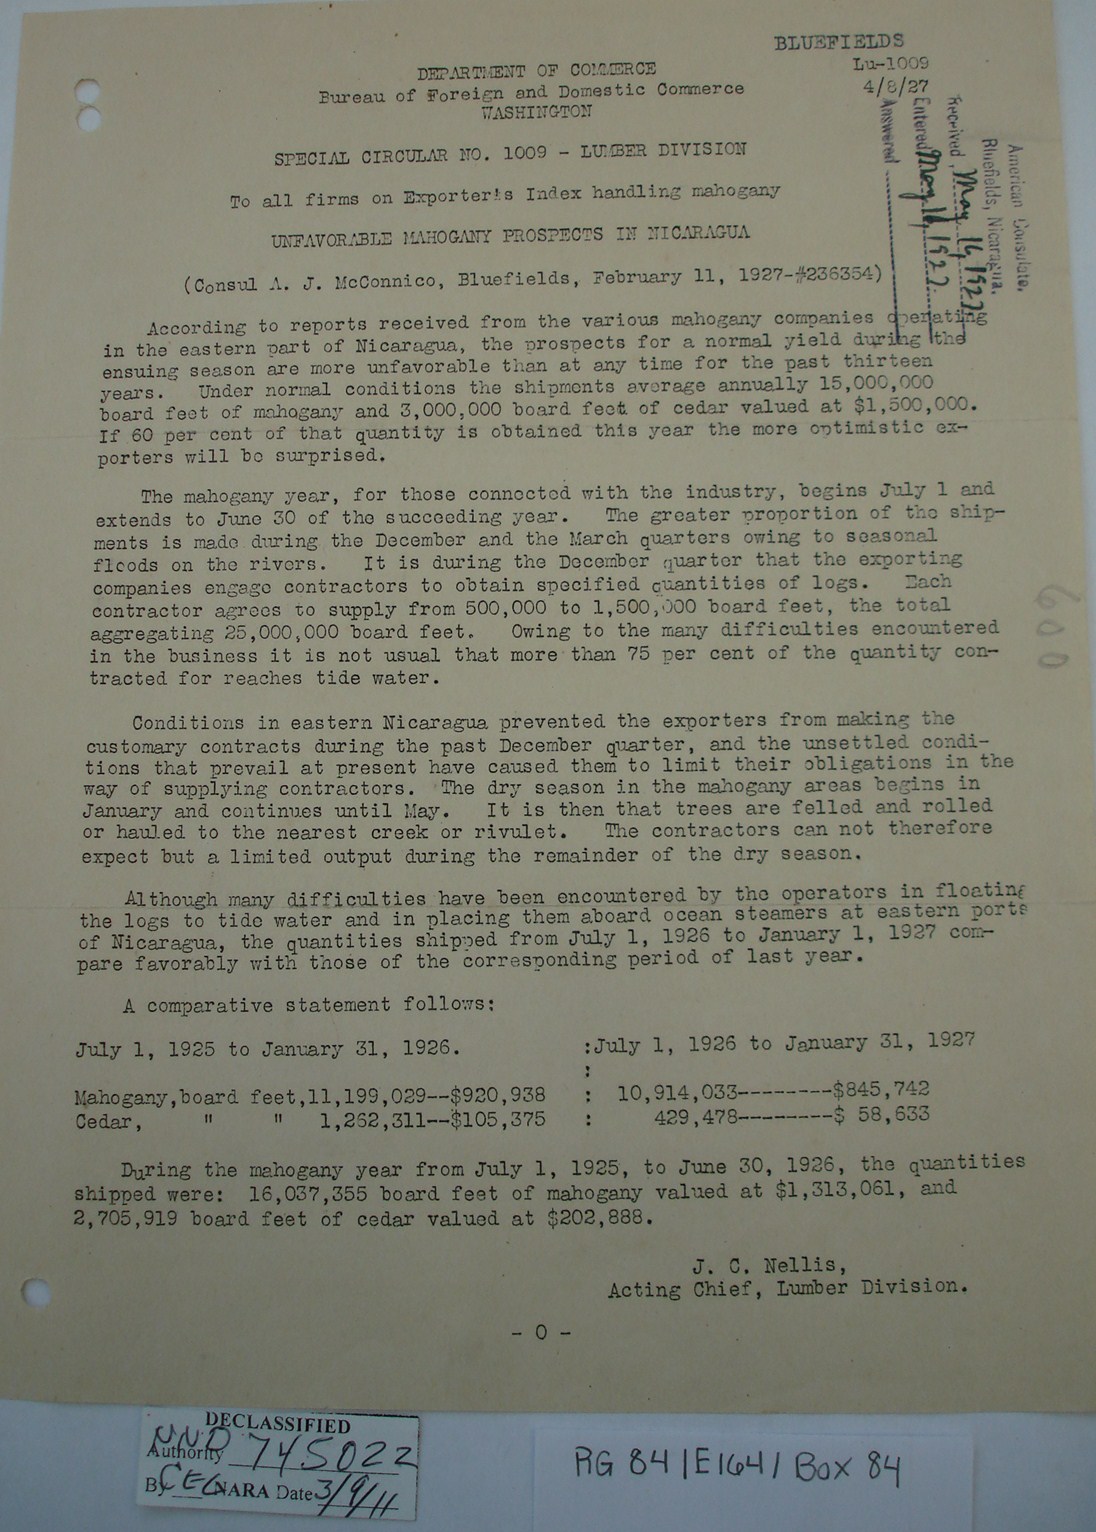 BLUEFIELDS
Lu-1009
4/8/27
DEPARTMENT OF COMMERCE
Bureau of Foreign and Domestic Commerce
WASHINGTON
American Consulate,
Bluefields, Nicaragua.
Received May 14, 1927
Entered May 14, 1927
Answered
SPECIAL CIRCULAR NO. 1009 - LUMBER DIVISION
To all firms on Exporter's Index handling mahogany
UNFAVORABLE MAHOGANY PROSPECTS IN NICARAGUA
(Consul A. J. McConnico, Bluefields, February 11, 1927-#236354)
According to reports received from the various mahogany companies operating
in the eastern part of Nicaragua, the prospects for a normal yield during the
ensuing season are more unfavorable than at any time for the past thirteen
years. Under normal conditions the shipments average annually 15,000,000
board feet of mahogany and 3,000,000 board feet of cedar valued at $1,500,000.
If 60 per cent of that quantity is obtained this year the more optimistic ex-
porters will be surprised.
The mahogany year, for those connected with the industry, begins July 1 and
extends to June 30 of the succeeding year. The greater proportion of the ship-
ments is made during the December and the March quarters owing to seasonal
floods on the rivers. It is during the December quarter that the exporting
companies engage contractors to obtain specified quantities of logs. Each
contractor agrees to supply from 500,000 to 1,500,000 board feet, the total
aggregating 25,000,000 board feet. Owing to the many difficulties encountered
in the business it is not usual that more than 75 per cent of the quantity con-
tracted for reaches tide water.
600
Conditions in eastern Nicaragua prevented the exporters from making the
customary contracts during the past December quarter, and the unsettled condi-
tions that prevail at present have caused them to limit their obligations in the
way of supplying contractors. The dry season in the mahogany areas begins in
January and continues until May. It is then that trees are felled and rolled
or hauled to the nearest creek or rivulet. The contractors can not therefore
expect but a limited output during the remainder of the dry season.
Although many difficulties have been encountered by the operators in floating
the logs to tide water and in placing them aboard ocean steamers at eastern ports
of Nicaragua, the quantities shipped from July 1, 1926 to January 1, 1927 com-
pare favorably with those of the corresponding period of last year.
A comparative statement follows:
July 1, 1925 to January 31, 1926. :July 1, 1926 to January 31, 1927
:
Mahogany,board feet,11,199,029--$920,938 : 10,914,033---------$845,742
Cedar, " " 1,262,311--$105,375 : 429,478---------$ 58,633
During the mahogany year from July 1, 1925, to June 30, 1926, the quantities
shipped were: 16,037,355 board feet of mahogany valued at $1,313,061, and
2,705,919 board feet of cedar valued at $202,888.
J. C. Nellis,
Acting Chief, Lumber Division.
- 0 -
DECLASSIFIED
Authority NND 745022
By CEC NARA Date 3/9/11
RG 84/E164/Box 84